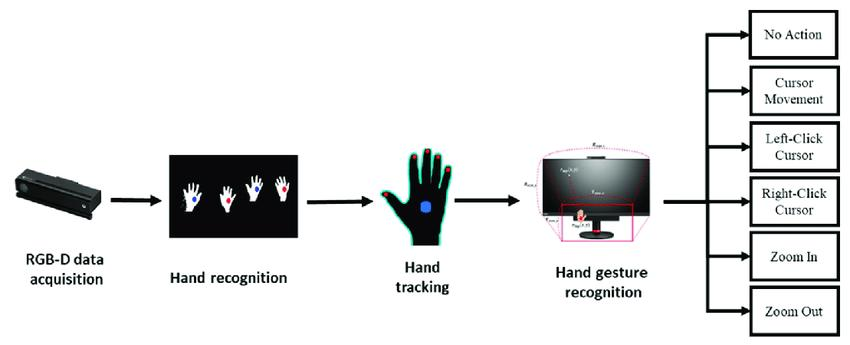 RGB-D data
acquisition
Hand recognition
Hand
tracking
Hand gesture
recognition
No Action
Cursor
Movement
Left-Click
Cursor
Right-Click
Cursor
Zoom In
Zoom Out